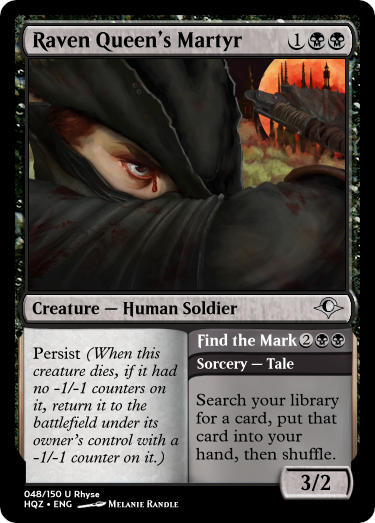 Raven Queen's Martyr 1
Creature — Human Soldier
Persist (When this
creature dies, if it had
no -1/-1 counters on
it, return it to the
battlefield under its
owner's control with a
-1/-1 counter on it.)
Find the Mark 2
Sorcery — Tale
Search your library
for a card, put that
card into your
hand, then shuffle.
3/2
048/150 U Rhyse
HQZ • ENG Melanie Randle